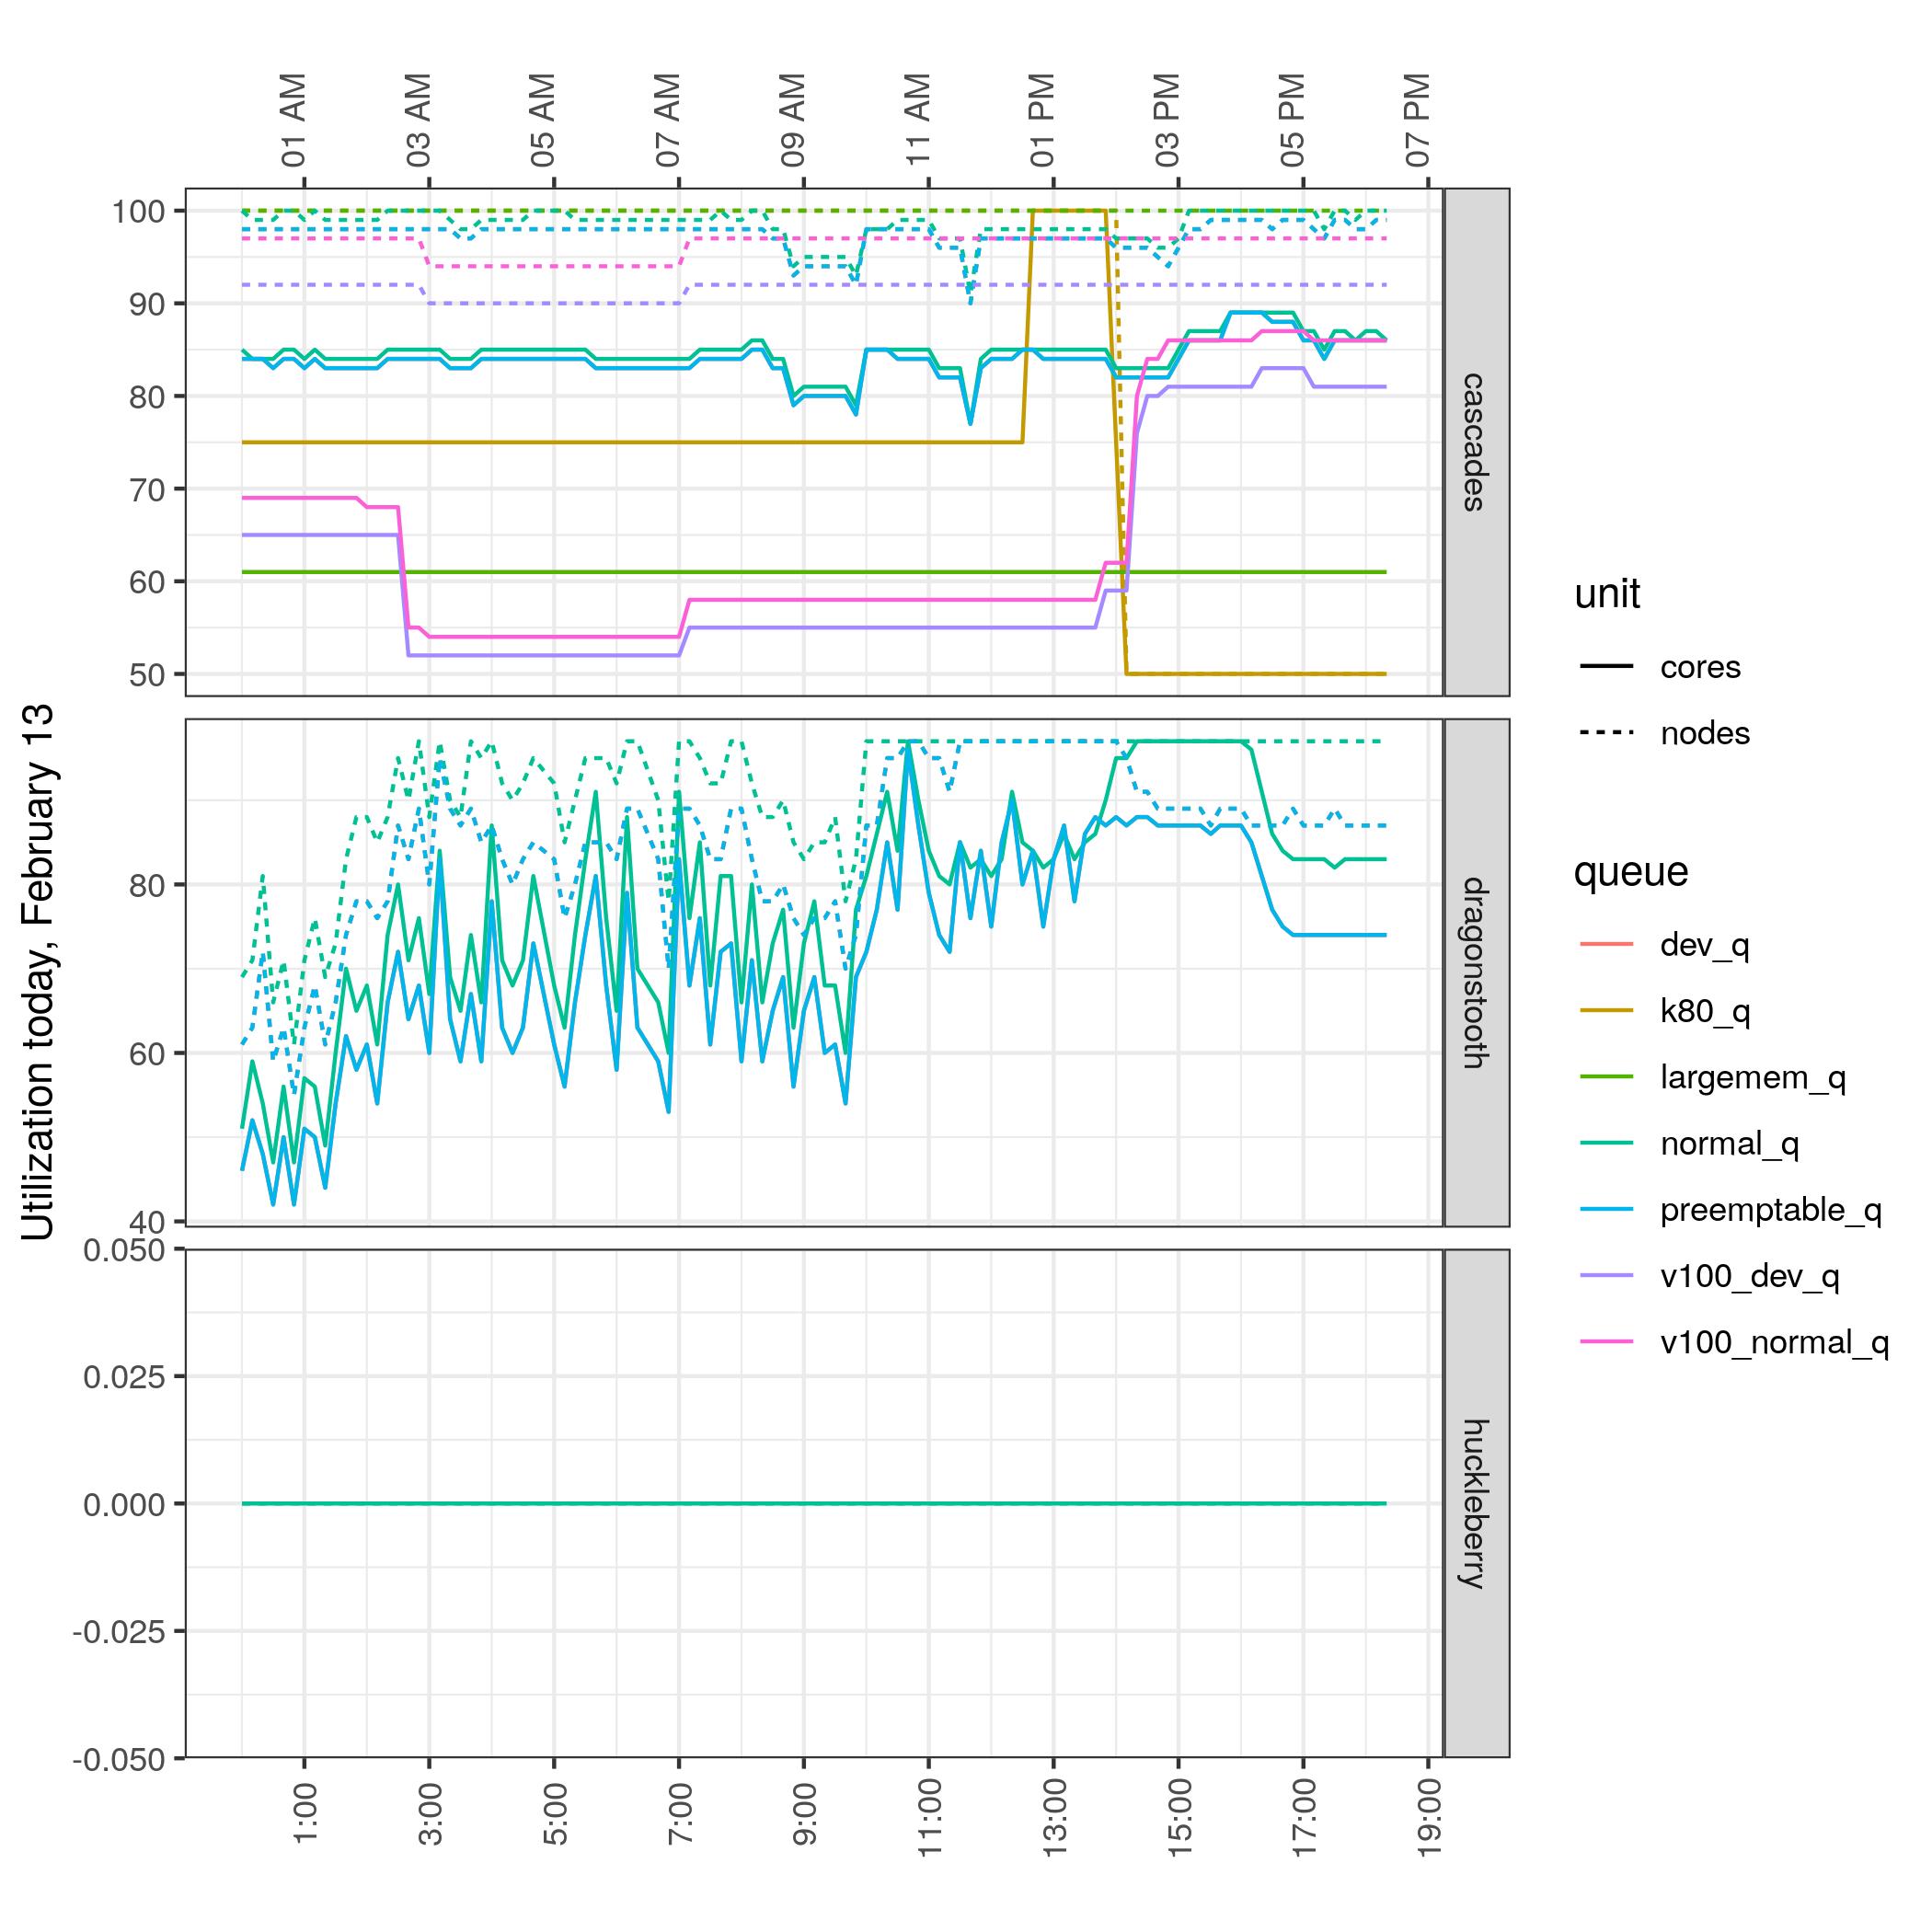 01 AM
03 AM
05 AM
07 AM
09 AM
11 AM
01 PM
03 PM
05 PM
07 PM
Utilization today, February 13
100
90
80
70
60
50
cascades
80
60
40
dragonstooth
0.050
0.025
0.000
-0.025
-0.050
huckleberry
1:00
3:00
5:00
7:00
9:00
11:00
13:00
15:00
17:00
19:00
unit
cores
nodes
queue
dev_q
k80_q
largemem_q
normal_q
preemptable_q
v100_dev_q
v100_normal_q